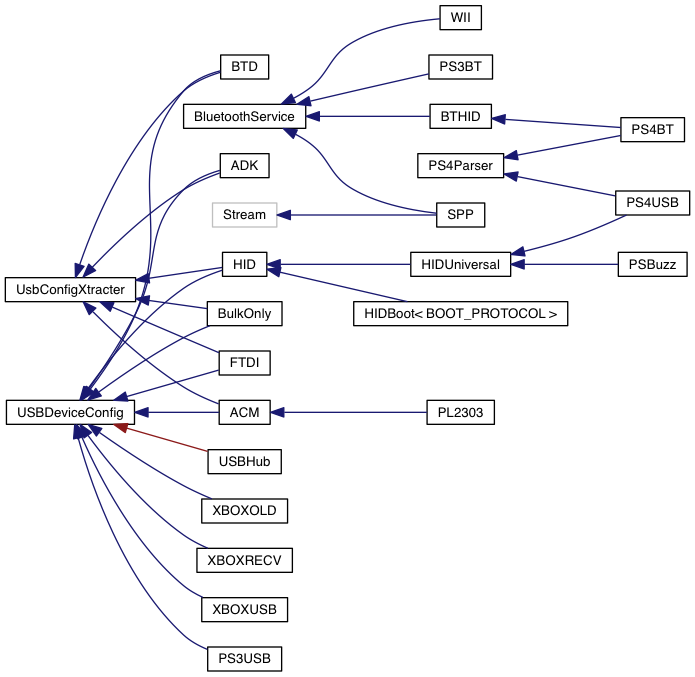 WII
BTD
PS3BT
BluetoothService
BTHID
PS4BT
ADK
PS4Parser
PS4USB
Stream
SPP
HID
HIDUniversal
PSBuzz
UsbConfigXtracter
BulkOnly
HIDBoot< BOOT_PROTOCOL >
FTDI
USBDeviceConfig
ACM
PL2303
USBHub
XBOXOLD
XBOXRECV
XBOXUSB
PS3USB